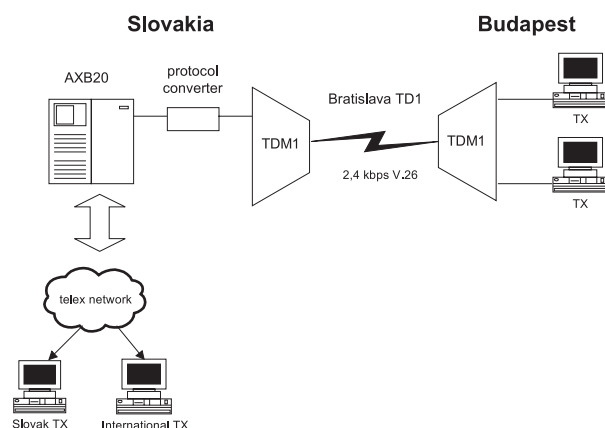 Slovakia
Budapest
AXB20
protocol
converter
TDM1
Bratislava TD1
2,4 kbps V.26
TDM1
TX
TX
telex network
Slovak TX
International TX